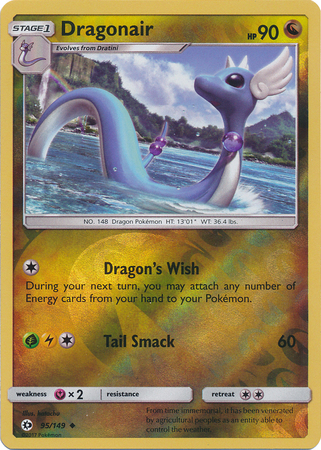 STAGE 1
Dragonair
HP 90
Evolves from Dratini
NO. 148 Dragon Pokémon HT: 13'01" WT: 36.4 lbs.
Dragon's Wish
During your next turn, you may attach any number of
Energy cards from your hand to your Pokémon.
Tail Smack 60
weakness × 2 resistance retreat
Illus.
95/149
©2017 Pokémon
From time immemorial, it has been venerated
by agricultural peoples as an entity able to
control the weather.